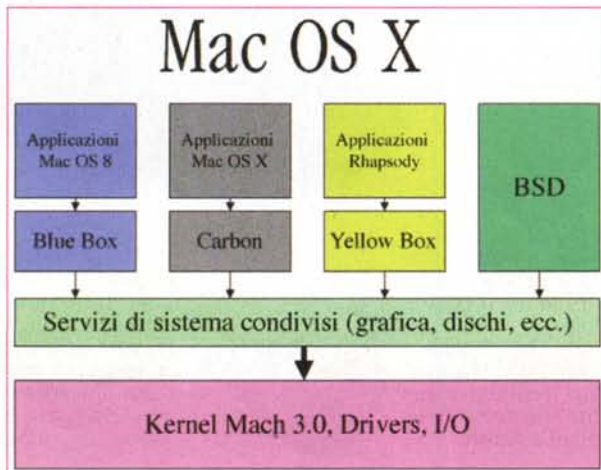 Mac OS X
Applicazioni
Mac OS 8
Applicazioni
Mac OS X
Applicazioni
Rhapsody
BSD
Blue Box
Carbon
Yellow Box
Servizi di sistema condivisi (grafica, dischi, ecc.)
Kernel Mach 3.0, Drivers, I/O